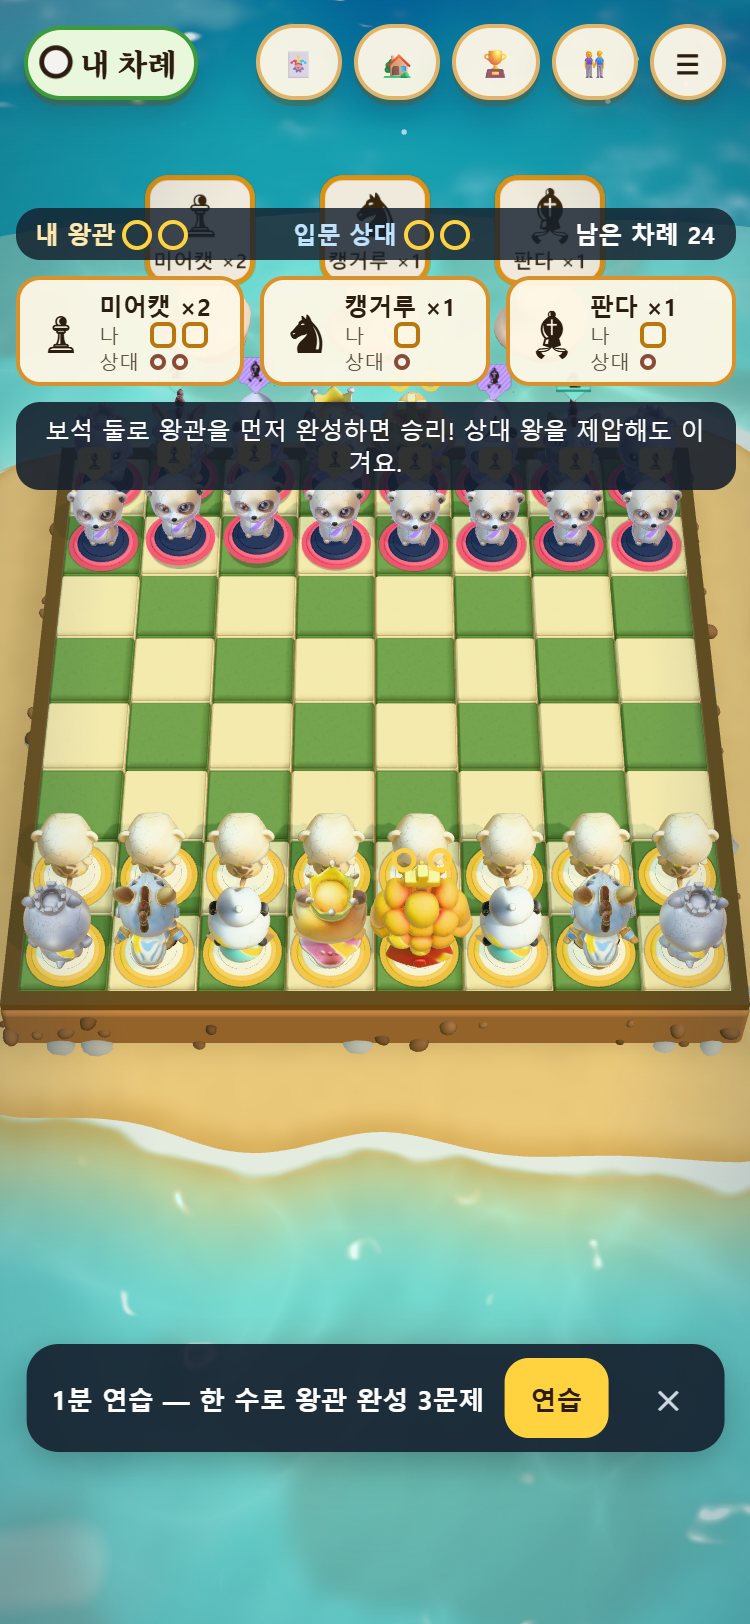 내 차례
내 왕관 입문 상대 남은 차례 24
미어캣 ×2 캥거루 ×1 판다 ×1
미어캣 ×2
나
상대
캥거루 ×1
나
상대
판다 ×1
나
상대
보석 둘로 왕관을 먼저 완성하면 승리! 상대 왕을 제압해도 이
겨요.
1분 연습 — 한 수로 왕관 완성 3문제 연습